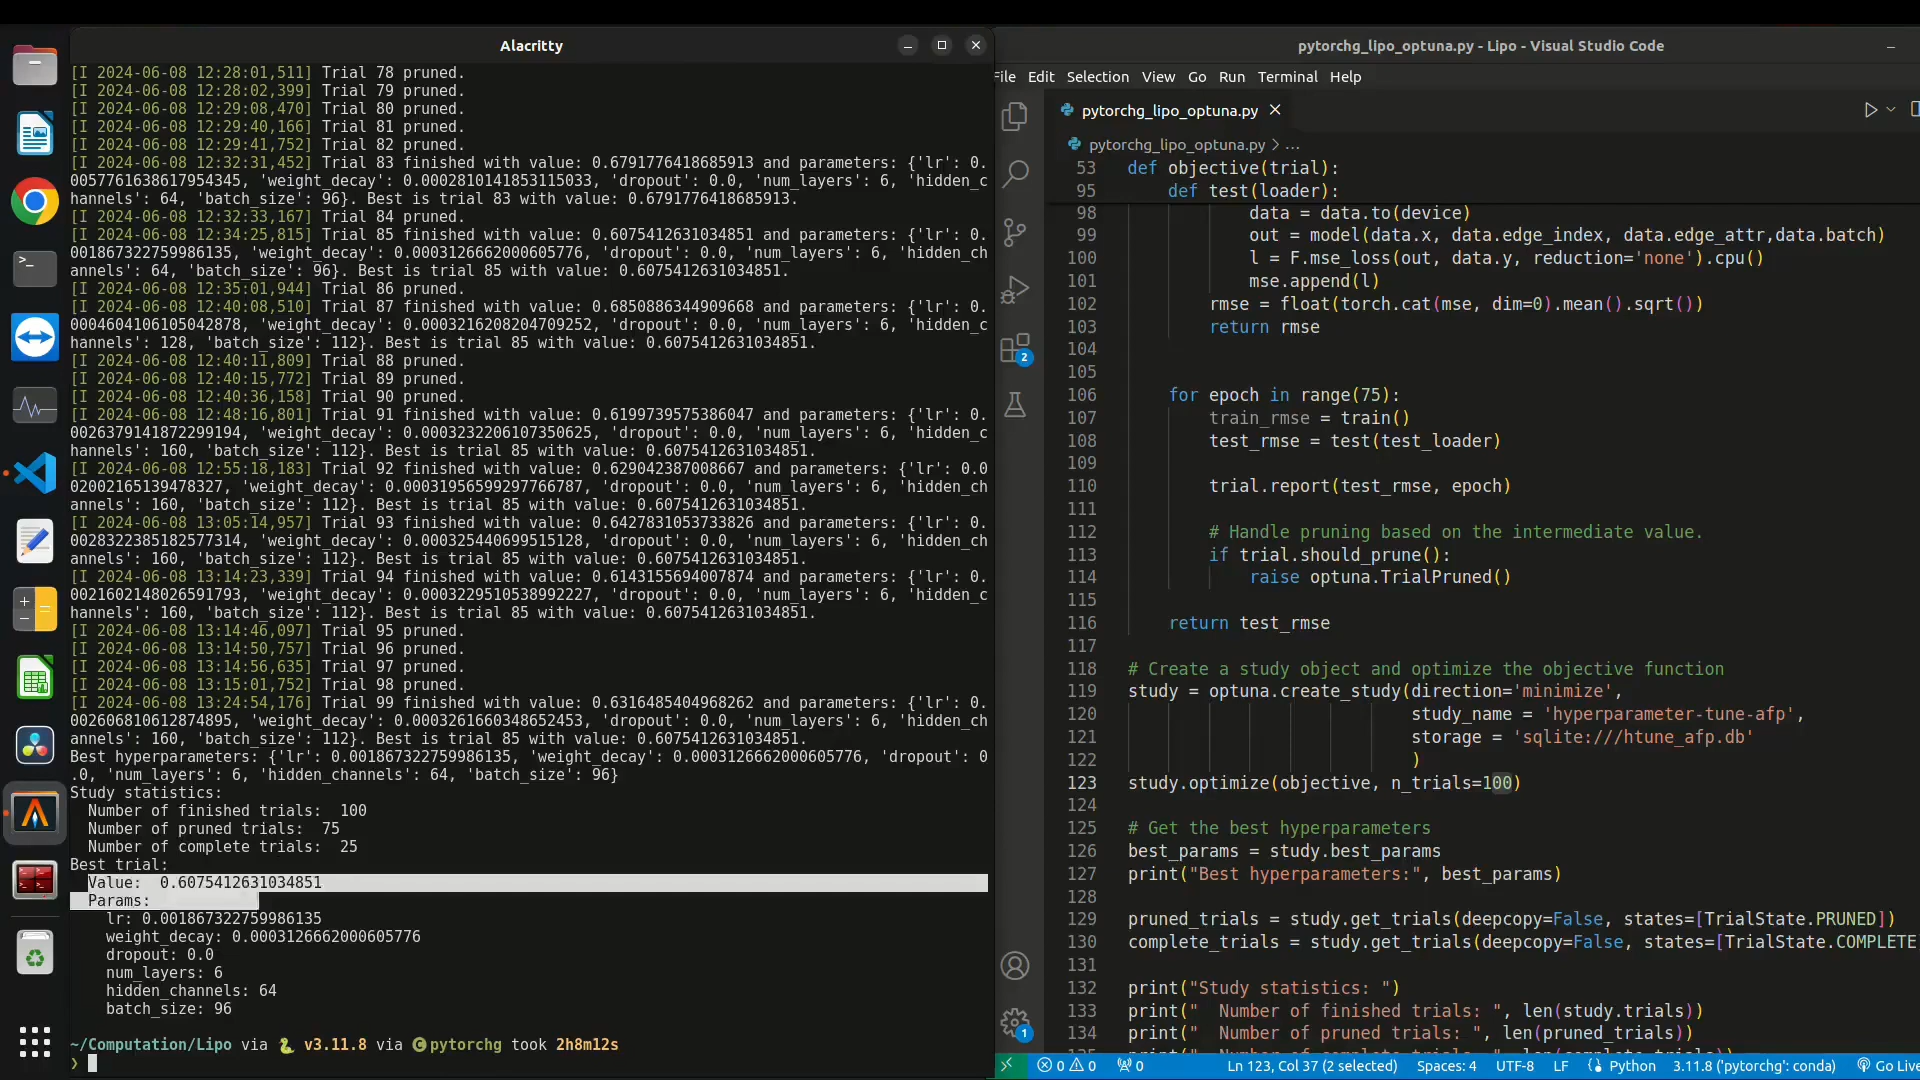 Alacritty
[I 2024-06-08 12:28:01,511] Trial 78 pruned.
[I 2024-06-08 12:28:02,399] Trial 79 pruned.
[I 2024-06-08 12:29:08,470] Trial 80 pruned.
[I 2024-06-08 12:29:40,166] Trial 81 pruned.
[I 2024-06-08 12:29:41,752] Trial 82 pruned.
[I 2024-06-08 12:32:31,452] Trial 83 finished with value: 0.6791776418685913 and parameters: {'lr': 0.
0057761638617954345, 'weight_decay': 0.0002810141853115033, 'dropout': 0.0, 'num_layers': 6, 'hidden_c
hannels': 64, 'batch_size': 96}. Best is trial 83 with value: 0.6791776418685913.
[I 2024-06-08 12:32:33,167] Trial 84 pruned.
[I 2024-06-08 12:34:25,815] Trial 85 finished with value: 0.6075412631034851 and parameters: {'lr': 0.
001867322759986135, 'weight_decay': 0.0003126662000605776, 'dropout': 0.0, 'num_layers': 6, 'hidden_ch
annels': 64, 'batch_size': 96}. Best is trial 85 with value: 0.6075412631034851.
[I 2024-06-08 12:35:01,944] Trial 86 pruned.
[I 2024-06-08 12:40:08,510] Trial 87 finished with value: 0.6850886344909668 and parameters: {'lr': 0.
0004604106105042878, 'weight_decay': 0.0003216208204709252, 'dropout': 0.0, 'num_layers': 6, 'hidden_c
hannels': 128, 'batch_size': 112}. Best is trial 85 with value: 0.6075412631034851.
[I 2024-06-08 12:40:11,809] Trial 88 pruned.
[I 2024-06-08 12:40:15,772] Trial 89 pruned.
[I 2024-06-08 12:40:36,158] Trial 90 pruned.
[I 2024-06-08 12:48:16,801] Trial 91 finished with value: 0.6199739575386047 and parameters: {'lr': 0.
0026379141872299194, 'weight_decay': 0.0003232206107350625, 'dropout': 0.0, 'num_layers': 6, 'hidden_c
hannels': 160, 'batch_size': 112}. Best is trial 85 with value: 0.6075412631034851.
[I 2024-06-08 12:55:18,183] Trial 92 finished with value: 0.629042387008667 and parameters: {'lr': 0.0
02002165139478327, 'weight_decay': 0.00031956599297766787, 'dropout': 0.0, 'num_layers': 6, 'hidden_ch
annels': 160, 'batch_size': 112}. Best is trial 85 with value: 0.6075412631034851.
[I 2024-06-08 13:05:14,957] Trial 93 finished with value: 0.6427831053733826 and parameters: {'lr': 0.
0028322385182577314, 'weight_decay': 0.000325440699515128, 'dropout': 0.0, 'num_layers': 6, 'hidden_ch
annels': 160, 'batch_size': 112}. Best is trial 85 with value: 0.6075412631034851.
[I 2024-06-08 13:14:23,339] Trial 94 finished with value: 0.6143155694007874 and parameters: {'lr': 0.
0021602148026591793, 'weight_decay': 0.0003229510538992227, 'dropout': 0.0, 'num_layers': 6, 'hidden_c
hannels': 160, 'batch_size': 112}. Best is trial 85 with value: 0.6075412631034851.
[I 2024-06-08 13:14:46,097] Trial 95 pruned.
[I 2024-06-08 13:14:50,757] Trial 96 pruned.
[I 2024-06-08 13:14:56,635] Trial 97 pruned.
[I 2024-06-08 13:15:01,752] Trial 98 pruned.
[I 2024-06-08 13:24:54,176] Trial 99 finished with value: 0.6316485404968262 and parameters: {'lr': 0.
002606810612874895, 'weight_decay': 0.0003261660348652453, 'dropout': 0.0, 'num_layers': 6, 'hidden_ch
annels': 160, 'batch_size': 112}. Best is trial 85 with value: 0.6075412631034851.
Best hyperparameters: {'lr': 0.001867322759986135, 'weight_decay': 0.0003126662000605776, 'dropout': 0
.0, 'num_layers': 6, 'hidden_channels': 64, 'batch_size': 96}
Study statistics:
Number of finished trials:  100
Number of pruned trials:  75
Number of complete trials:  25
Best trial:
Value:  0.6075412631034851
Params:
lr: 0.001867322759986135
weight_decay: 0.0003126662000605776
dropout: 0.0
num_layers: 6
hidden_channels: 64
batch_size: 96
~/Computation/Lipo via v3.11.8 via pytorchg took 2h8m12s
❯
pytorchg_lipo_optuna.py - Lipo - Visual Studio Code
File Edit Selection View Go Run Terminal Help
pytorchg_lipo_optuna.py
pytorchg_lipo_optuna.py > ...
53 def objective(trial):
95 def test(loader):
98 data = data.to(device)
99 out = model(data.x, data.edge_index, data.edge_attr,data.batch)
100 l = F.mse_loss(out, data.y, reduction='none').cpu()
101 mse.append(l)
102 rmse = float(torch.cat(mse, dim=0).mean().sqrt())
103 return rmse
104
105
106 for epoch in range(75):
107 train_rmse = train()
108 test_rmse = test(test_loader)
109
110 trial.report(test_rmse, epoch)
111
112 # Handle pruning based on the intermediate value.
113 if trial.should_prune():
114 raise optuna.TrialPruned()
115
116 return test_rmse
117
118 # Create a study object and optimize the objective function
119 study = optuna.create_study(direction='minimize',
120 study_name = 'hyperparameter-tune-afp',
121 storage = 'sqlite:///htune_afp.db'
122 )
123 study.optimize(objective, n_trials=100)
124
125 # Get the best hyperparameters
126 best_params = study.best_params
127 print("Best hyperparameters:", best_params)
128
129 pruned_trials = study.get_trials(deepcopy=False, states=[TrialState.PRUNED])
130 complete_trials = study.get_trials(deepcopy=False, states=[TrialState.COMPLETE
131
132 print("Study statistics: ")
133 print("  Number of finished trials: ", len(study.trials))
134 print("  Number of pruned trials: ", len(pruned_trials))
2
1
0 0 0 Ln 123, Col 37 (2 selected) Spaces: 4 UTF-8 LF Python 3.11.8 ('pytorchg': conda) Go Live